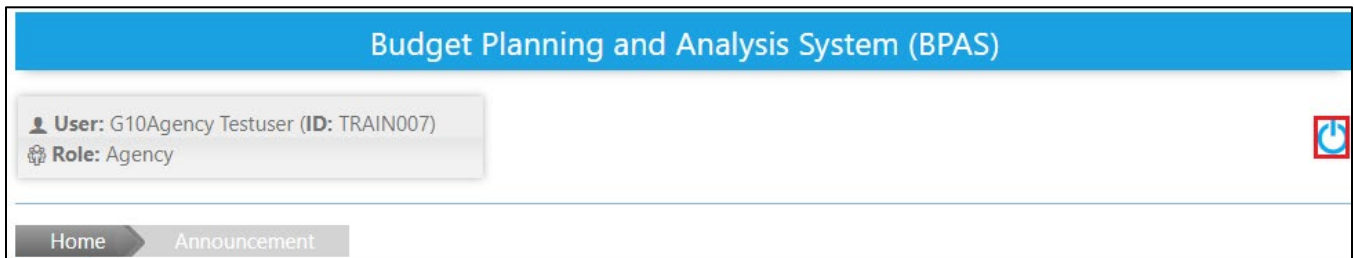 Budget Planning and Analysis System (BPAS)
User: G10Agency Testuser (ID: TRAIN007)
Role: Agency
Home Announcement